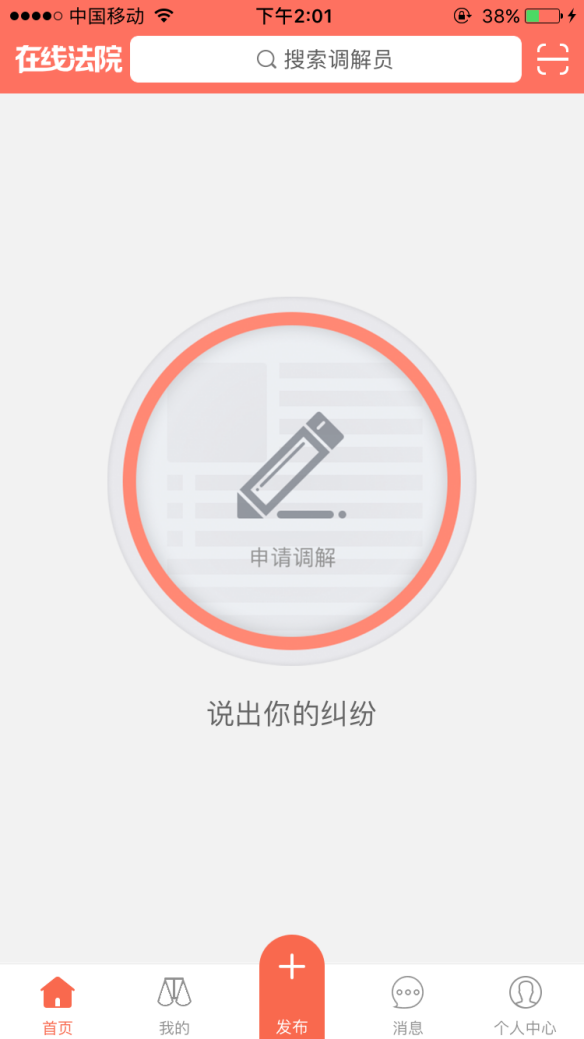 中国移动 下午2:01 38%
在线法院 搜索调解员
申请调解
说出你的纠纷
首页 我的 发布 消息 个人中心